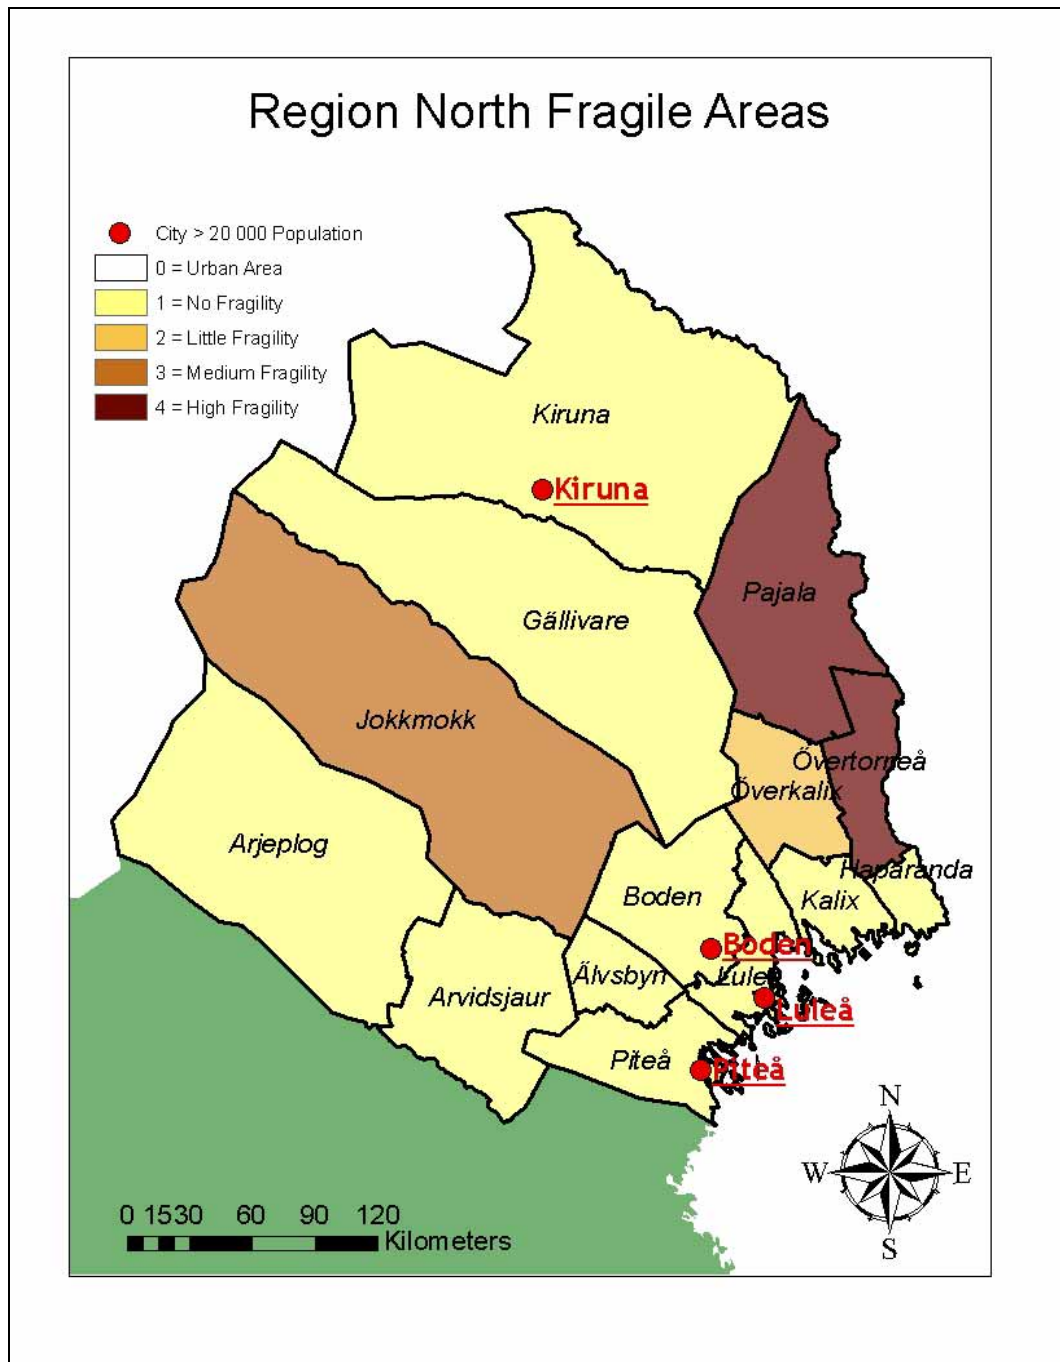 Region North Fragile Areas
City > 20 000 Population
0 = Urban Area
1 = No Fragility
2 = Little Fragility
3 = Medium Fragility
4 = High Fragility
Kiruna
Kiruna
Pajala
Gällivare
Jokkmokk
Övertorneå
Överkalix
Arjeplog
Haparanda
Boden
Kalix
Boden
Älvsbyn
Luleå
Arvidsjaur
Luleå
Piteå
Piteå
N
W
E
S
0 15 30 60 90 120
Kilometers